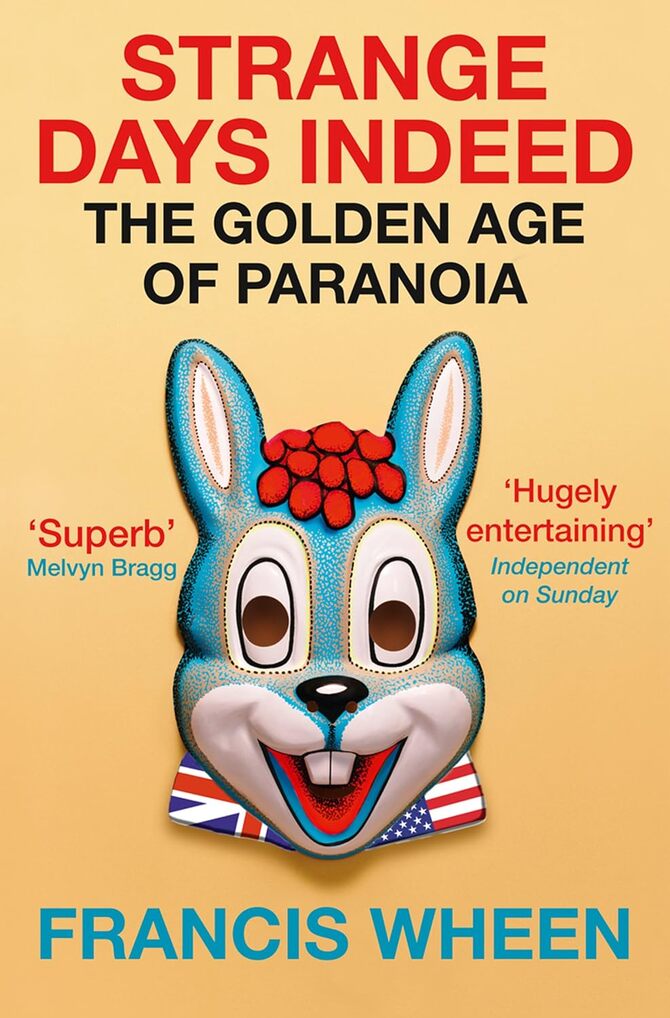 STRANGE
DAYS INDEED
THE GOLDEN AGE
OF PARANOIA
‘Superb’
Melvyn Bragg
‘Hugely
entertaining’
Independent
on Sunday
FRANCIS WHEEN